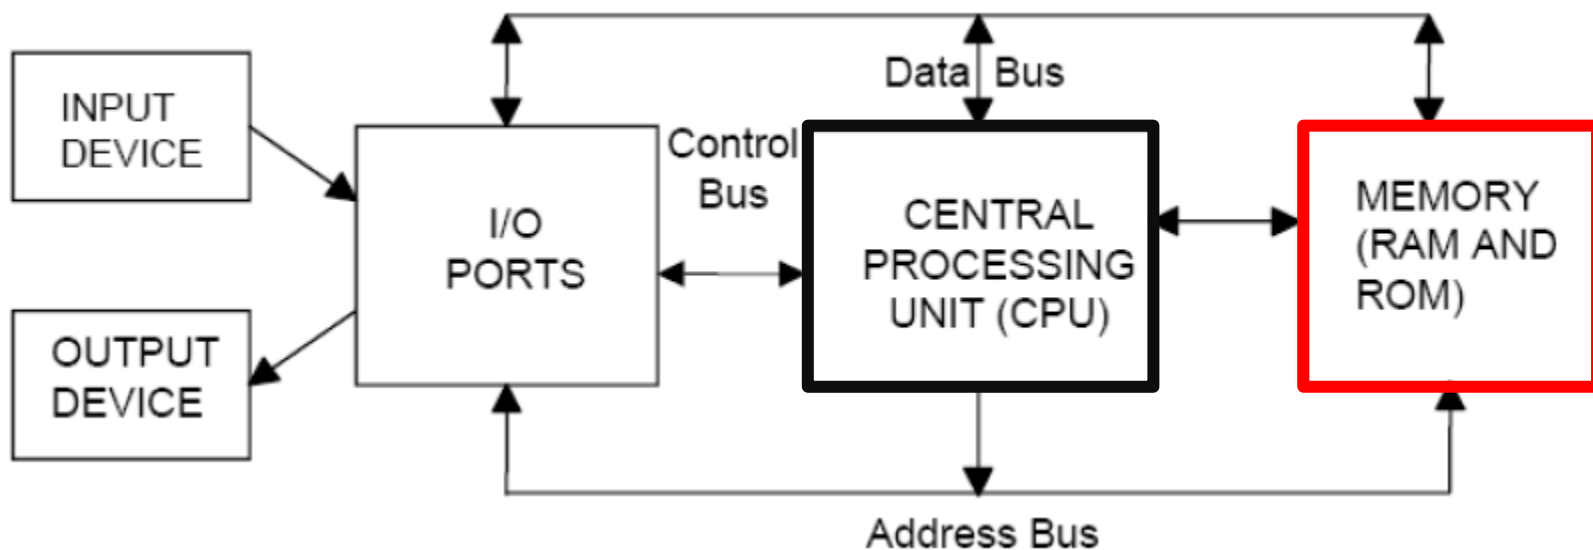 INPUT
DEVICE
OUTPUT
DEVICE
I/O
PORTS
Control
Bus
Data Bus
CENTRAL
PROCESSING
UNIT (CPU)
MEMORY
(RAM AND
ROM)
Address Bus